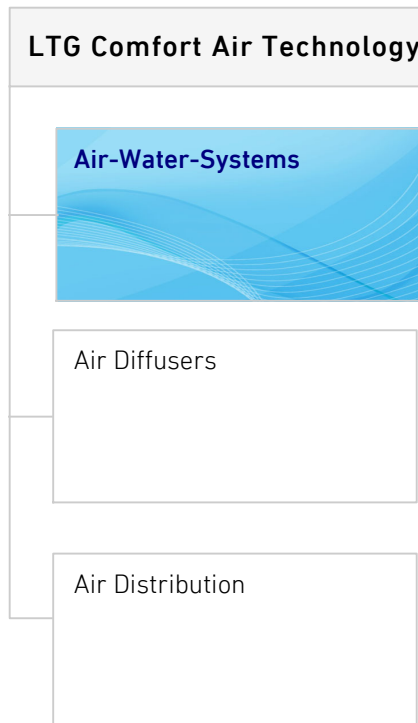 LTG Comfort Air Technology
Air-Water-Systems
Air Diffusers
Air Distribution